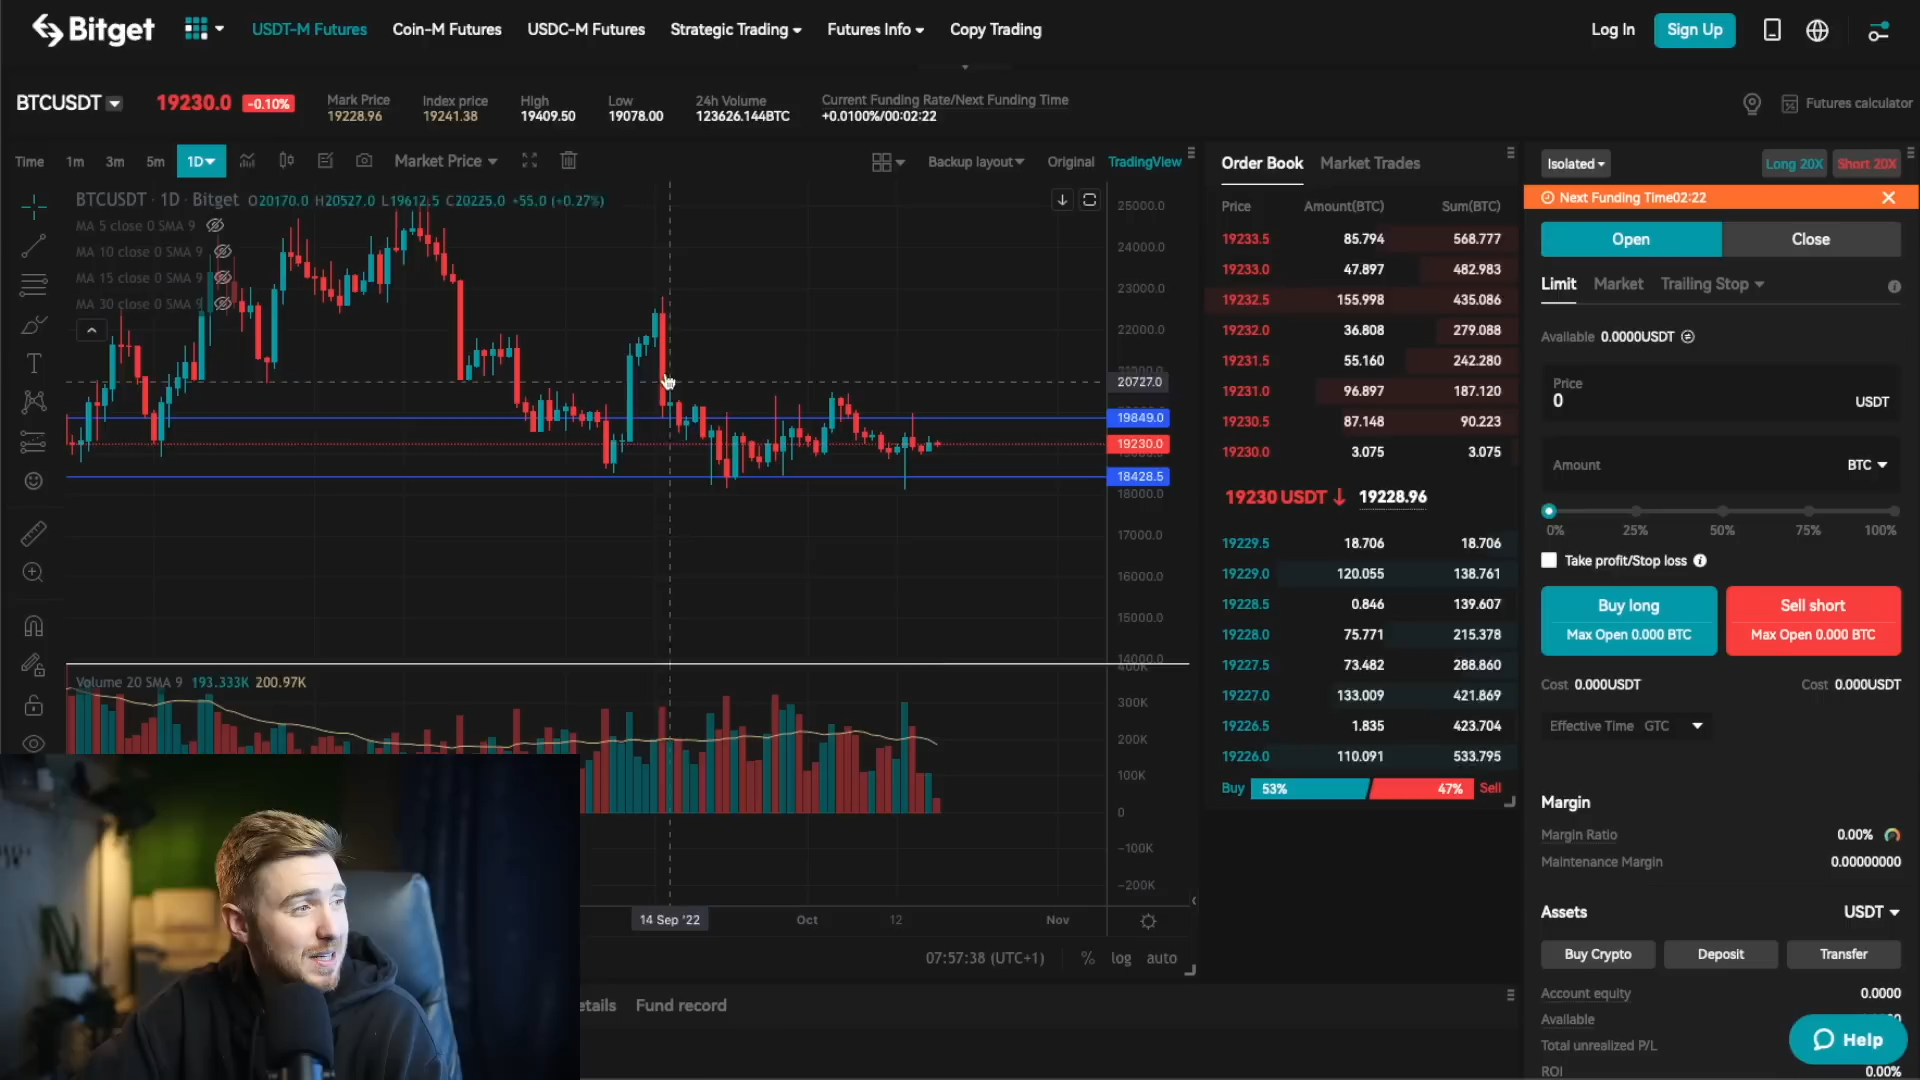 Bitget USDT-M Futures Coin-M Futures USDC-M Futures Strategic Trading Futures Info Copy Trading Log In Sign Up
BTCUSDT 19230.0 -0.10%
Mark Price Index price High Low 24h Volume Current Funding Rate/Next Funding Time
19228.96 19241.38 19409.50 19078.00 123626.144BTC +0.0100%/00:02:22
Futures calculator
Time 1m 3m 5m 1D Market Price Backup layout Original TradingView
BTCUSDT · 1D · Bitget O20170.0 H20527.0 L19612.5 C20225.0 +55.0 (+0.27%)
MA 5 close 0 SMA 9
MA 10 close 0 SMA 9
MA 15 close 0 SMA 9
MA 30 close 0 SMA 9
25000.0
24000.0
23000.0
22000.0
20727.0
19849.0
19230.0
18428.5
18000.0
17000.0
16000.0
15000.0
14000.0
Volume 20 SMA 9 193.333K 200.97K
400K
300K
200K
100K
0
-100K
-200K
14 Sep '22 Oct 12 Nov
07:57:38 (UTC+1) % log auto
etails Fund record
Order Book Market Trades
Price Amount(BTC) Sum(BTC)
19233.5 85.794 568.777
19233.0 47.897 482.983
19232.5 155.998 435.086
19232.0 36.808 279.088
19231.5 55.160 242.280
19231.0 96.897 187.120
19230.5 87.148 90.223
19230.0 3.075 3.075
19230 USDT↓ 19228.96
19229.5 18.706 18.706
19229.0 120.055 138.761
19228.5 0.846 139.607
19228.0 75.771 215.378
19227.5 73.482 288.860
19227.0 133.009 421.869
19226.5 1.835 423.704
19226.0 110.091 533.795
Buy 53% 47% Sell
Isolated Long 20X Short 20X
Next Funding Time02:22
Open Close
Limit Market Trailing Stop
Available 0.0000USDT
Price
0 USDT
Amount BTC
0% 25% 50% 75% 100%
Take profit/Stop loss
Buy long Sell short
Max Open 0.000 BTC Max Open 0.000 BTC
Cost 0.000USDT Cost 0.000USDT
Effective Time GTC
Margin
Margin Ratio 0.00%
Maintenance Margin 0.00000000
Assets USDT
Buy Crypto Deposit Transfer
Account equity 0.0000
Available
Total unrealized P/L
ROI 0.00%
Help